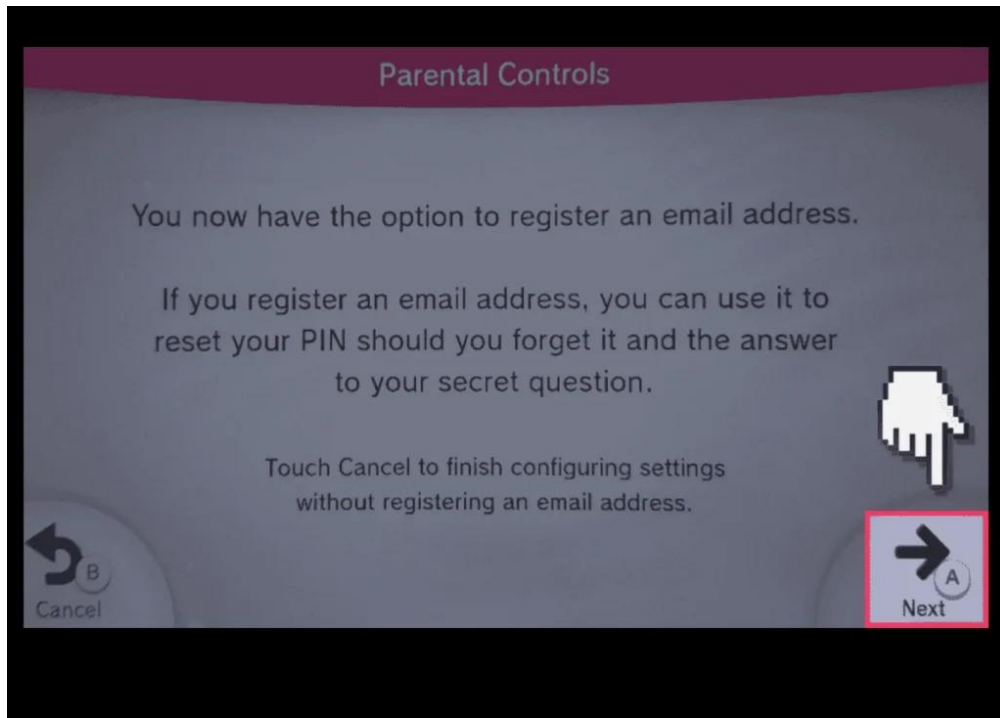 Parental Controls
You now have the option to register an email address.
If you register an email address, you can use it to
reset your PIN should you forget it and the answer
to your secret question.
Touch Cancel to finish configuring settings
without registering an email address.
B
Cancel
A
Next